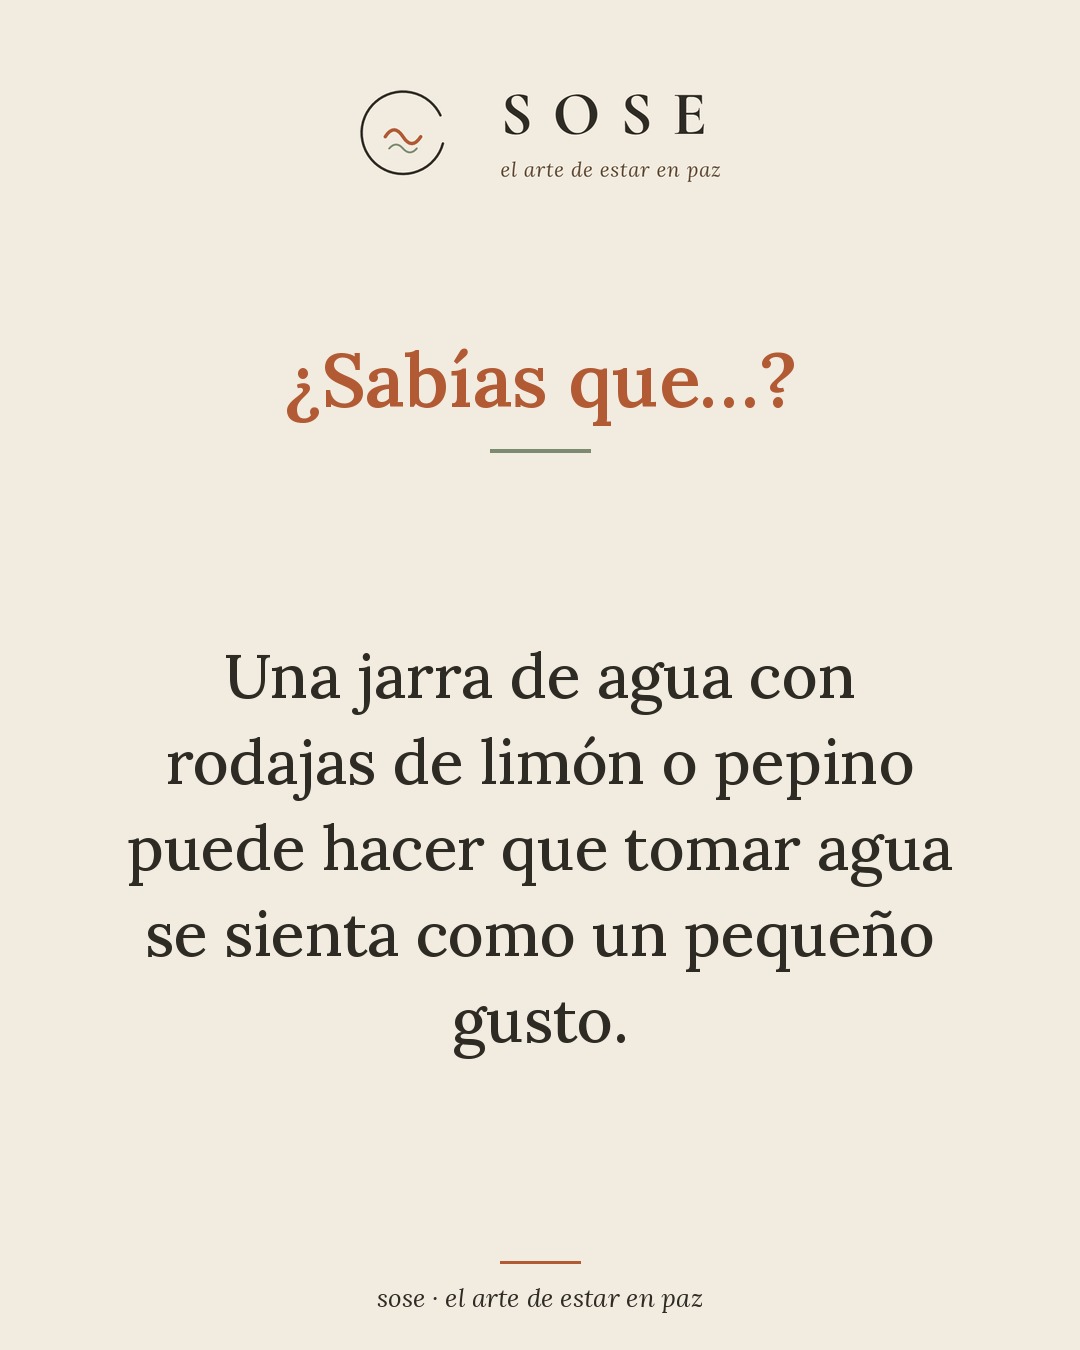 SOSE
el arte de estar en paz
¿Sabías que...?
Una jarra de agua con
rodajas de limón o pepino
puede hacer que tomar agua
se sienta como un pequeño
gusto.
sose · el arte de estar en paz